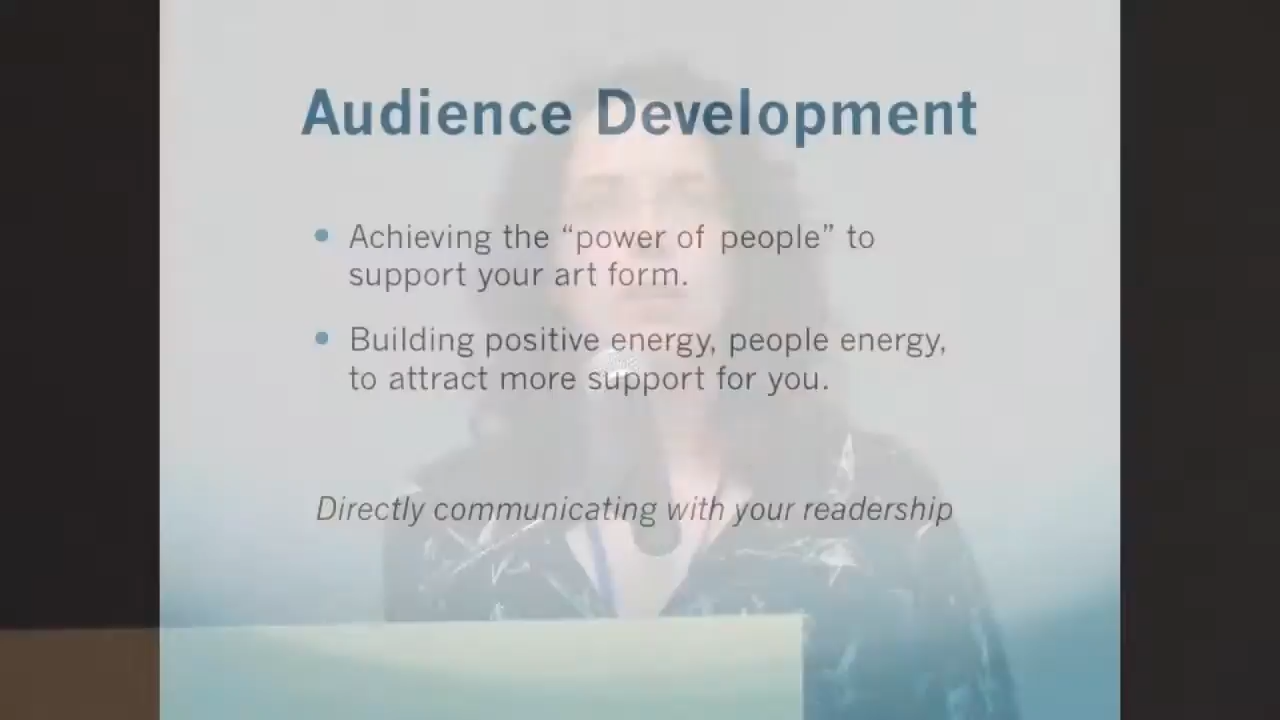 Audience Development
• Achieving the “power of people” to
support your art form.
• Building positive energy, people energy,
to attract more support for you.
Directly communicating with your readership